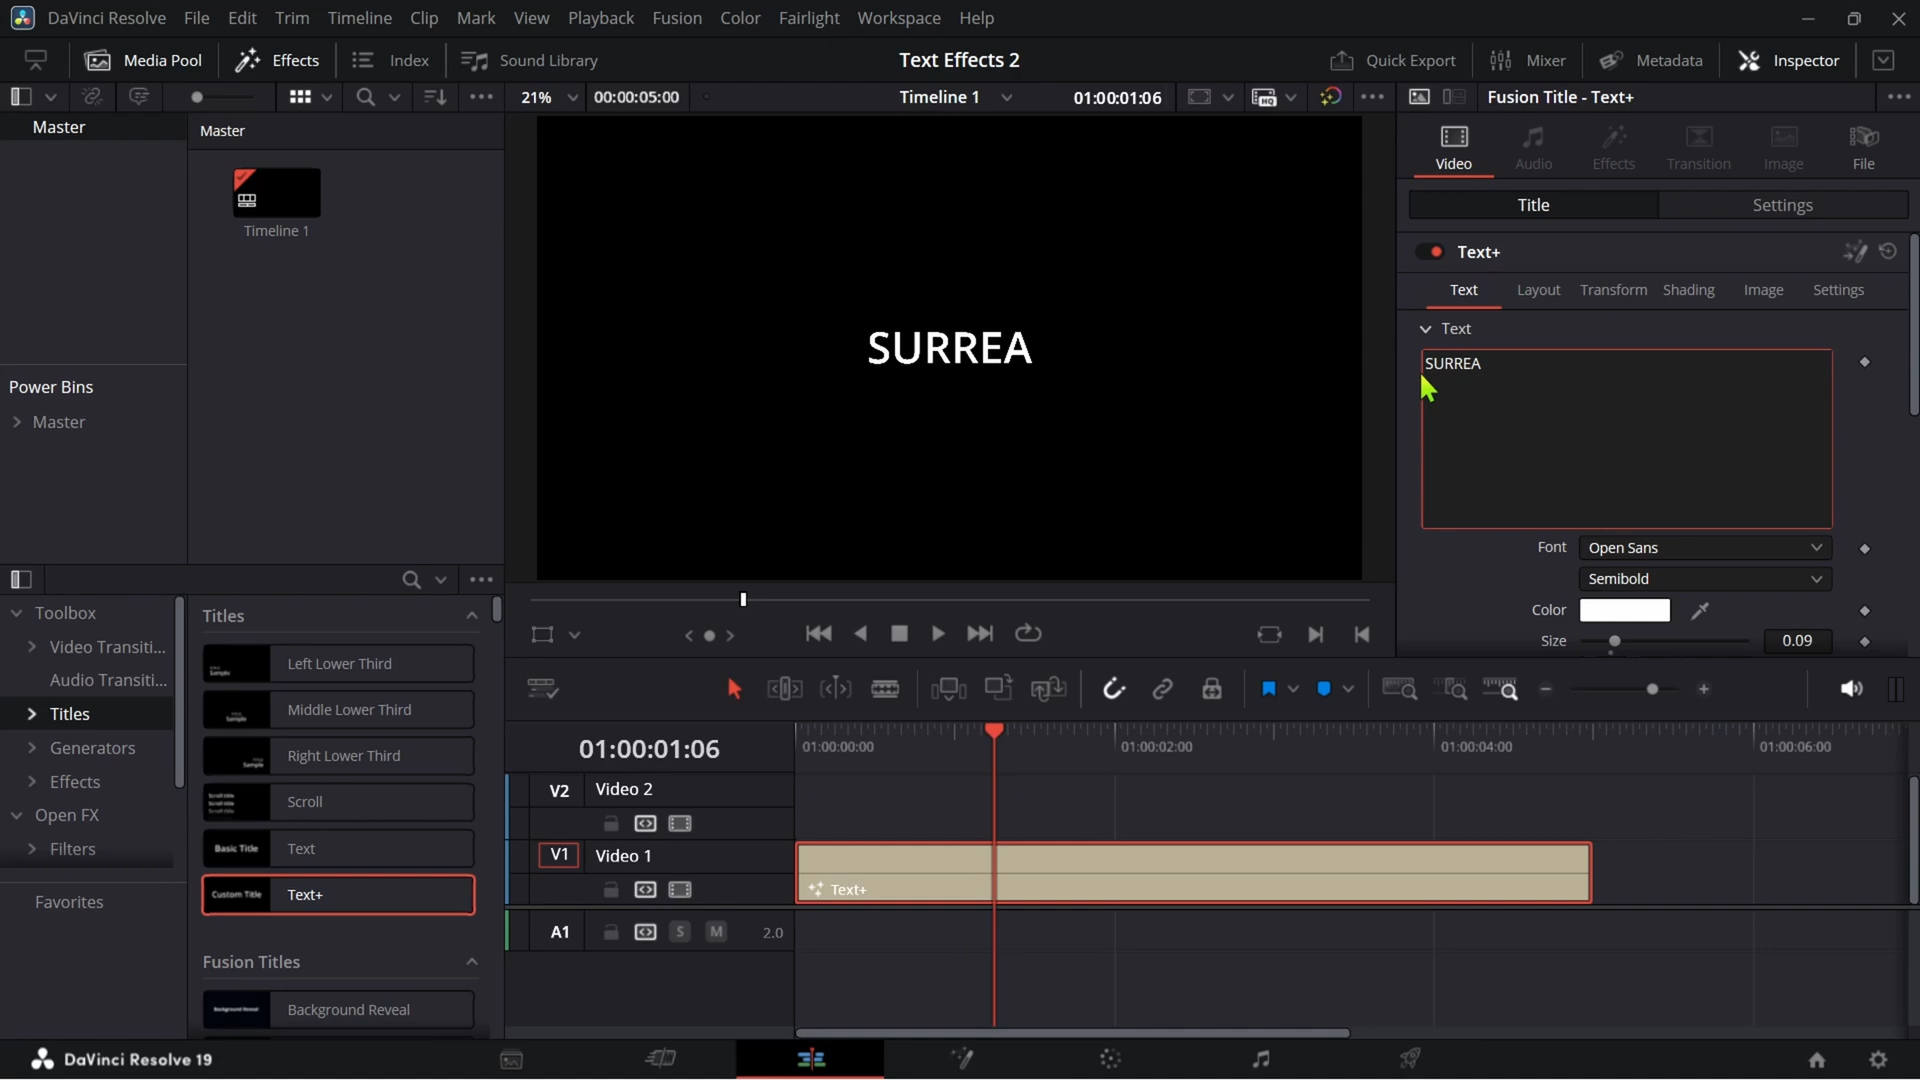 DaVinci Resolve File Edit Trim Timeline Clip Mark View Playback Fusion Color Fairlight Workspace Help
Media Pool Effects Index Sound Library Text Effects 2 Quick Export Mixer Metadata Inspector
21% 00:00:05:00 Timeline 1 01:00:01:06 HQ Fusion Title - Text+
Master
Master
Timeline 1
Power Bins
Master
SURREA
Video Audio Effects Transition Image File
Title Settings
Text+
Text Layout Transform Shading Image Settings
Text
SURREA
Font Open Sans
Semibold
Color
Size 0.09
Toolbox
Video Transiti...
Audio Transiti...
Titles
Generators
Effects
Open FX
Filters
Favorites
Titles
Left Lower Third
Middle Lower Third
Right Lower Third
Scroll
Basic Title Text
Custom Title Text+
Fusion Titles
Background Reveal Background Reveal
01:00:01:06 01:00:00:00 01:00:02:00 01:00:04:00 01:00:06:00
V2 Video 2
V1 Video 1
Text+
A1 S M 2.0
DaVinci Resolve 19